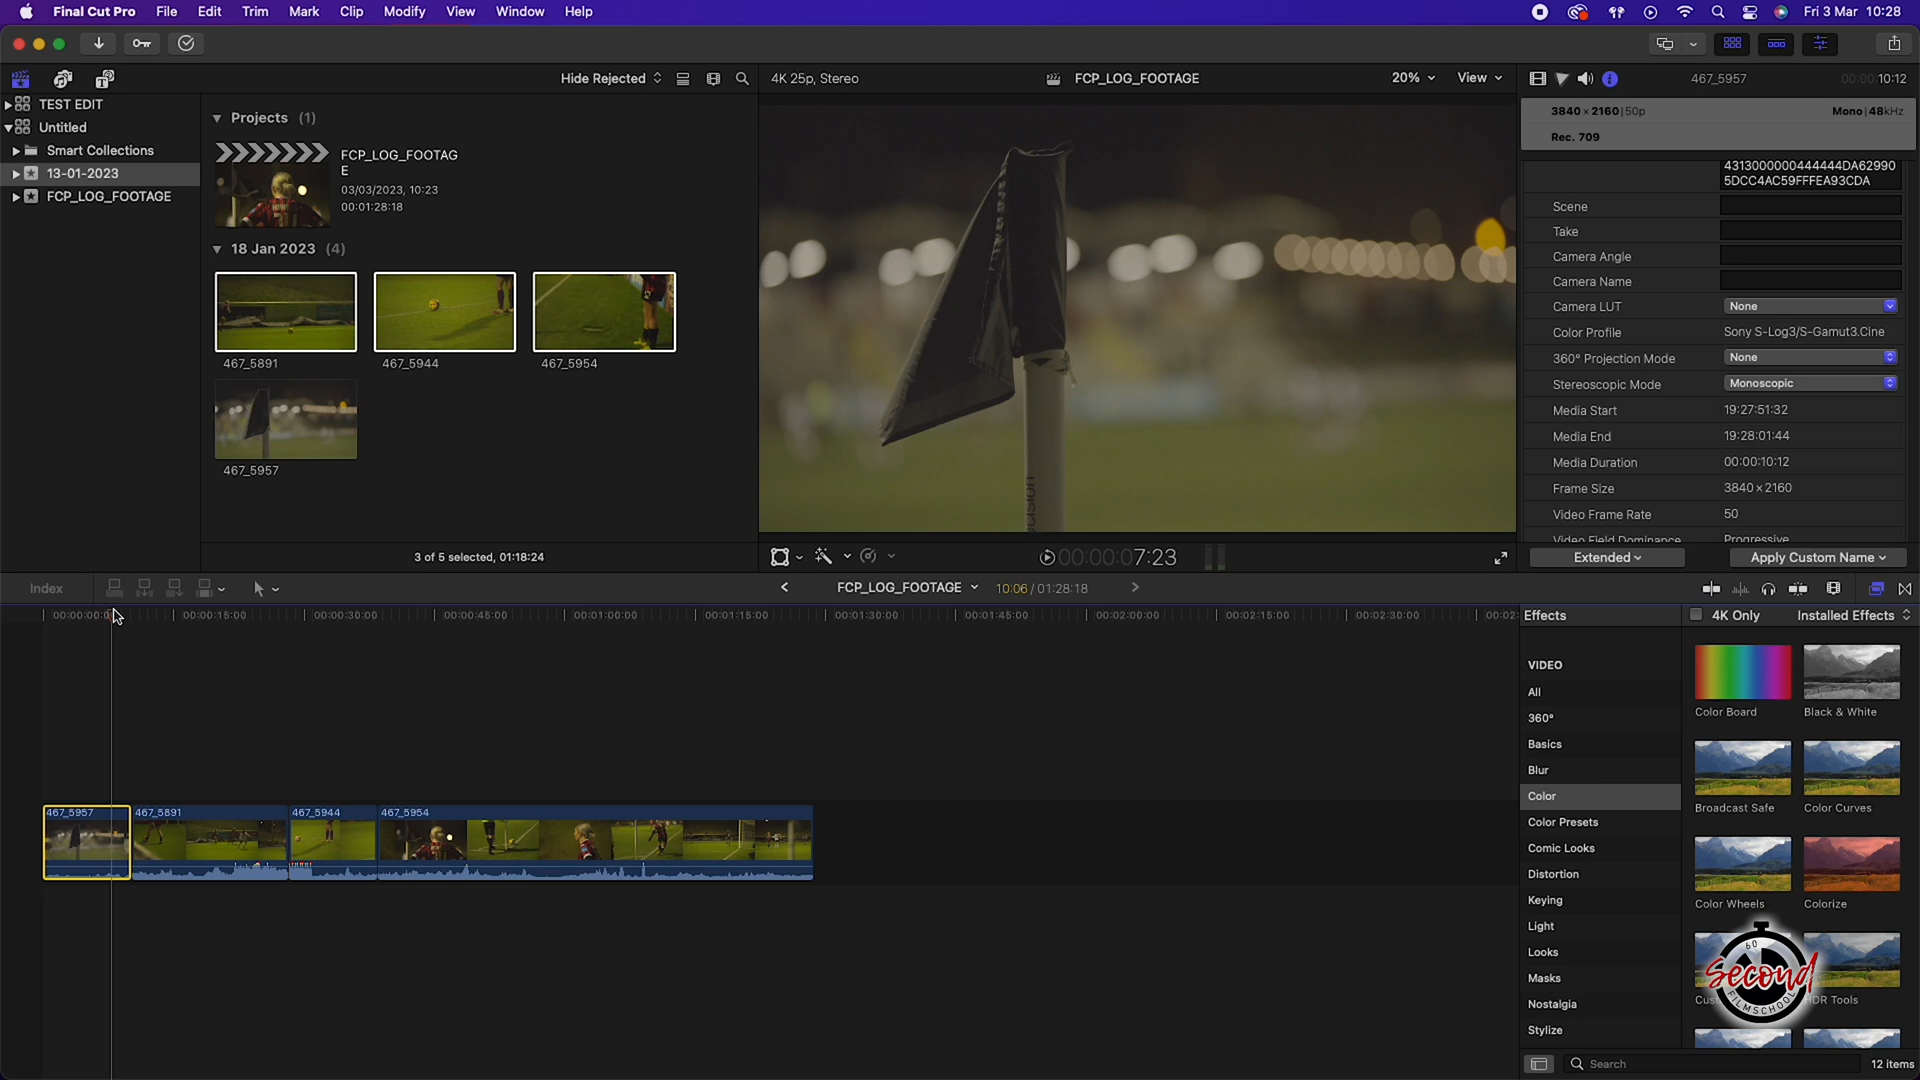 Final Cut Pro File Edit Trim Mark Clip Modify View Window Help Fri 3 Mar 10:28
Hide Rejected
4K 25p, Stereo FCP_LOG_FOOTAGE 20% View
467_5957 00:00:10:12
3840 × 2160 | 50p Mono | 48kHz
Rec. 709
TEST EDIT
Untitled
Smart Collections
13-01-2023
FCP_LOG_FOOTAGE
Projects (1)
FCP_LOG_FOOTAG
E
03/03/2023, 10:23
00:01:28:18
18 Jan 2023 (4)
467_5891 467_5944 467_5954
467_5957
3 of 5 selected, 01:18:24
00:00:07:23
4313000000444444DA62990
5DCC4AC59FFFEA93CDA
Scene
Take
Camera Angle
Camera Name
Camera LUT None
Color Profile Sony S-Log3/S-Gamut3.Cine
360° Projection Mode None
Stereoscopic Mode Monoscopic
Media Start 19:27:51:32
Media End 19:28:01:44
Media Duration 00:00:10:12
Frame Size 3840 × 2160
Video Frame Rate 50
Video Field Dominance Progressive
Extended Apply Custom Name
Index
FCP_LOG_FOOTAGE 10:06 / 01:28:18
00:00:00:0 00:00:15:00 00:00:30:00 00:00:45:00 00:01:00:00 00:01:15:00 00:01:30:00 00:01:45:00 00:02:00:00 00:02:15:00 00:02:30:00 00:02:
467_5957 467_5891 467_5944 467_5954
Effects 4K Only Installed Effects
VIDEO
All
360°
Basics
Blur
Color
Color Presets
Comic Looks
Distortion
Keying
Light
Looks
Masks
Nostalgia
Stylize
Color Board Black & White
Broadcast Safe Color Curves
Color Wheels Colorize
Cus HDR Tools
60
Second
FILMSCHOOL
Search 12 items